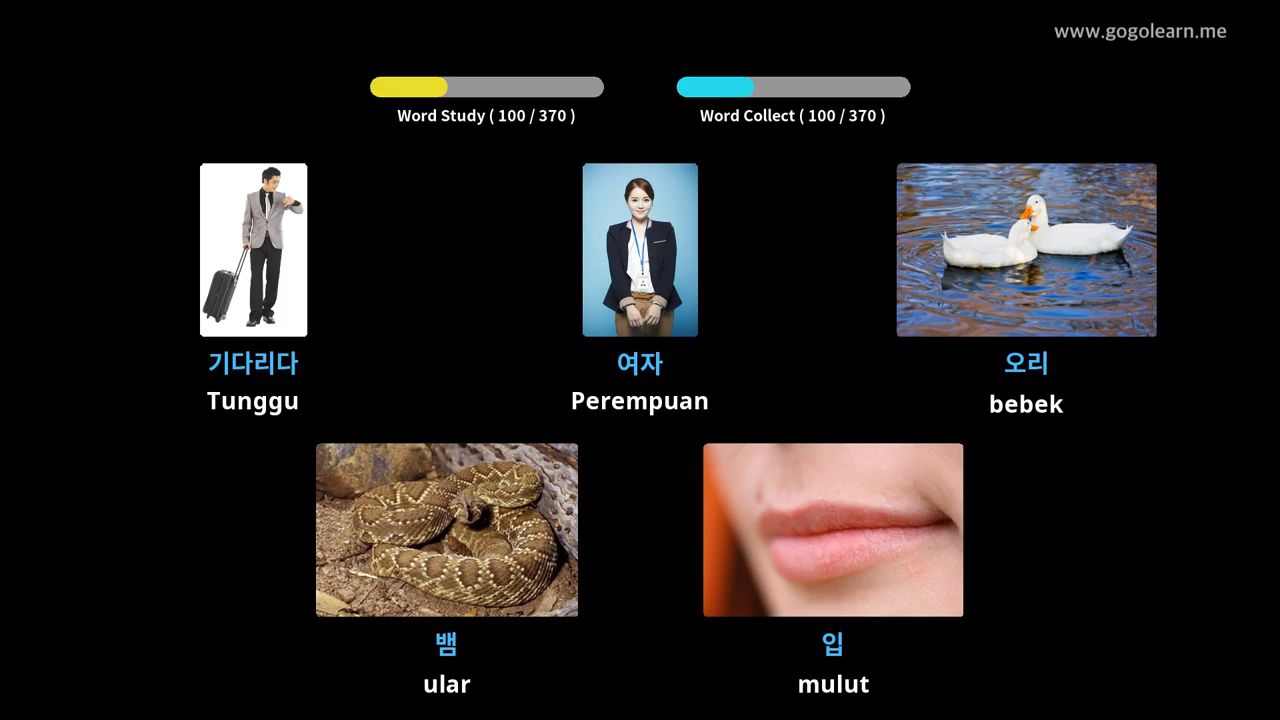 www.gogolearn.me
Word Study ( 100 / 370 )
Word Collect ( 100 / 370 )
기다리다
Tunggu
여자
Perempuan
오리
bebek
뱀
ular
입
mulut